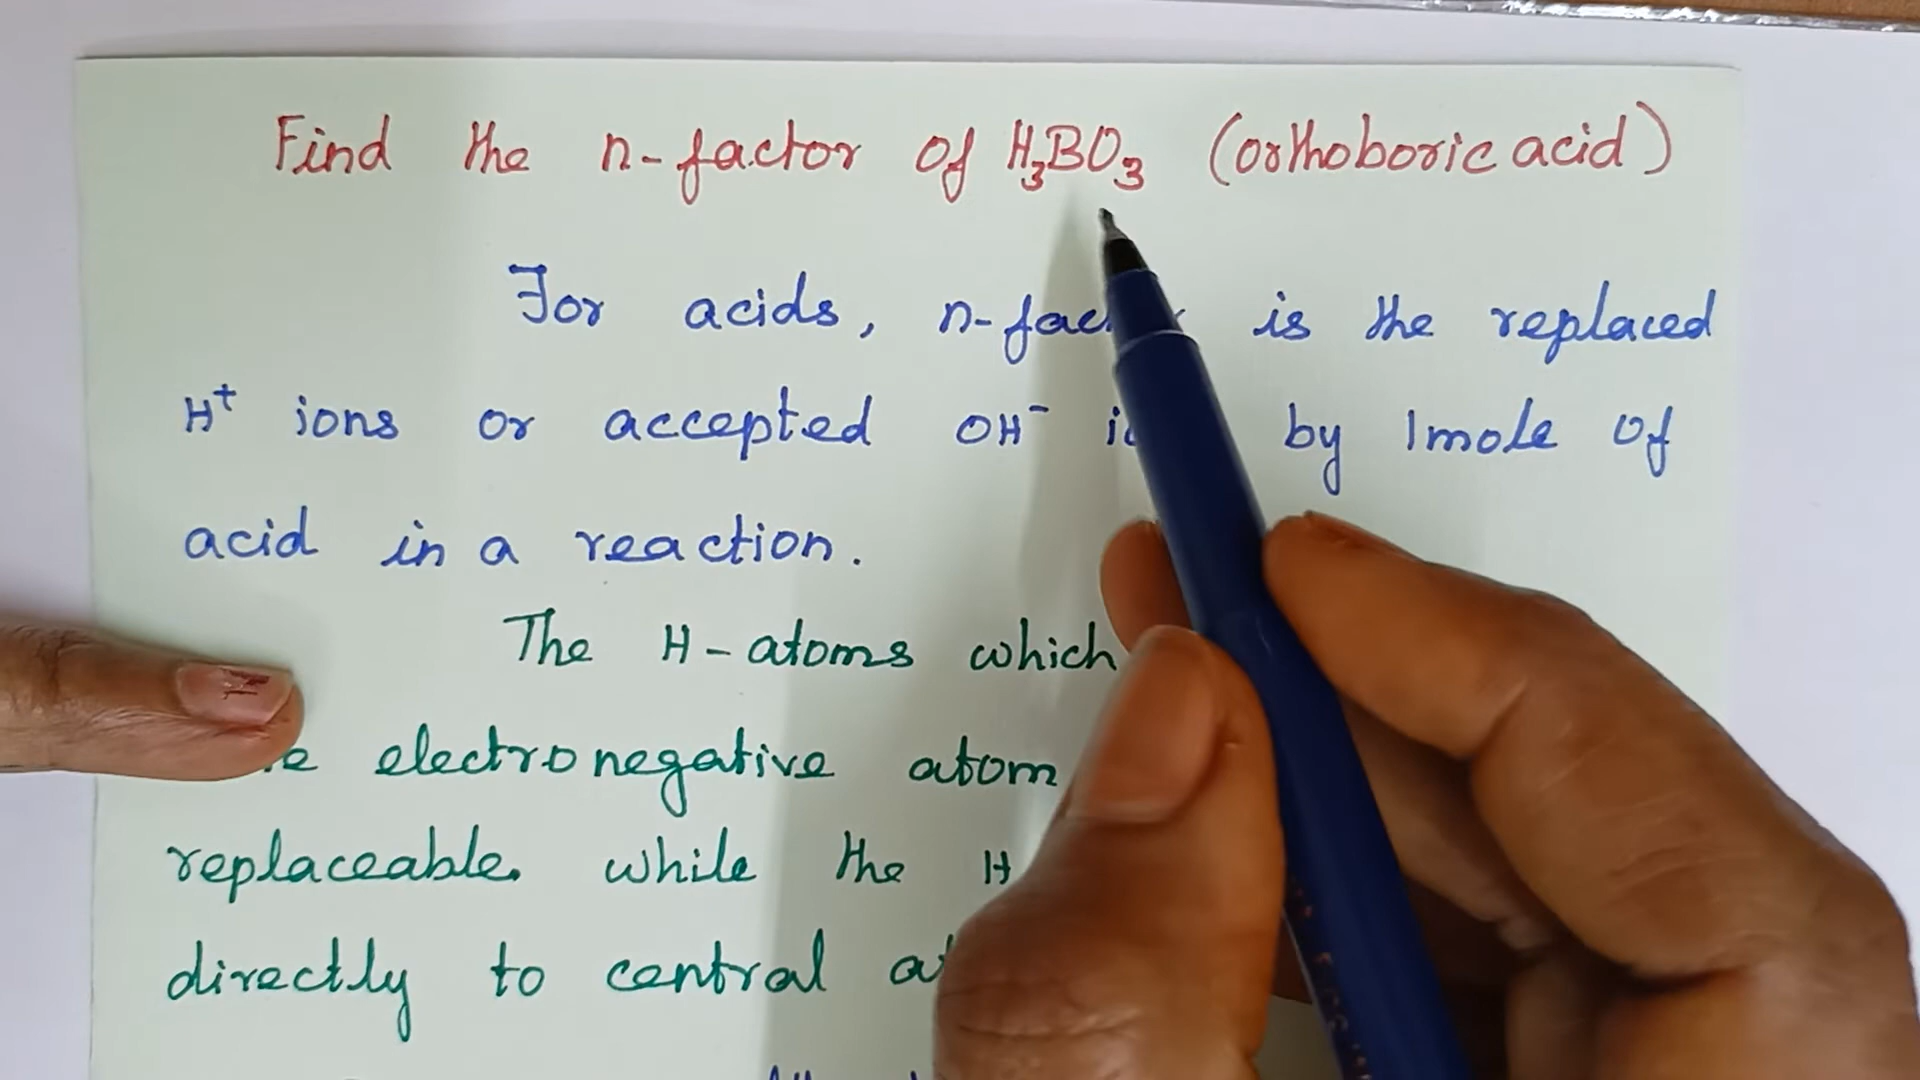 Find the n-factor of H₃BO₃ (orthoboric acid)
For acids, n-factor is the replaced
H⁺ ions or accepted OH⁻ by 1mole of
acid in a reaction.
The H-atoms which
electronegative atom
replaceable. while the H
directly to central